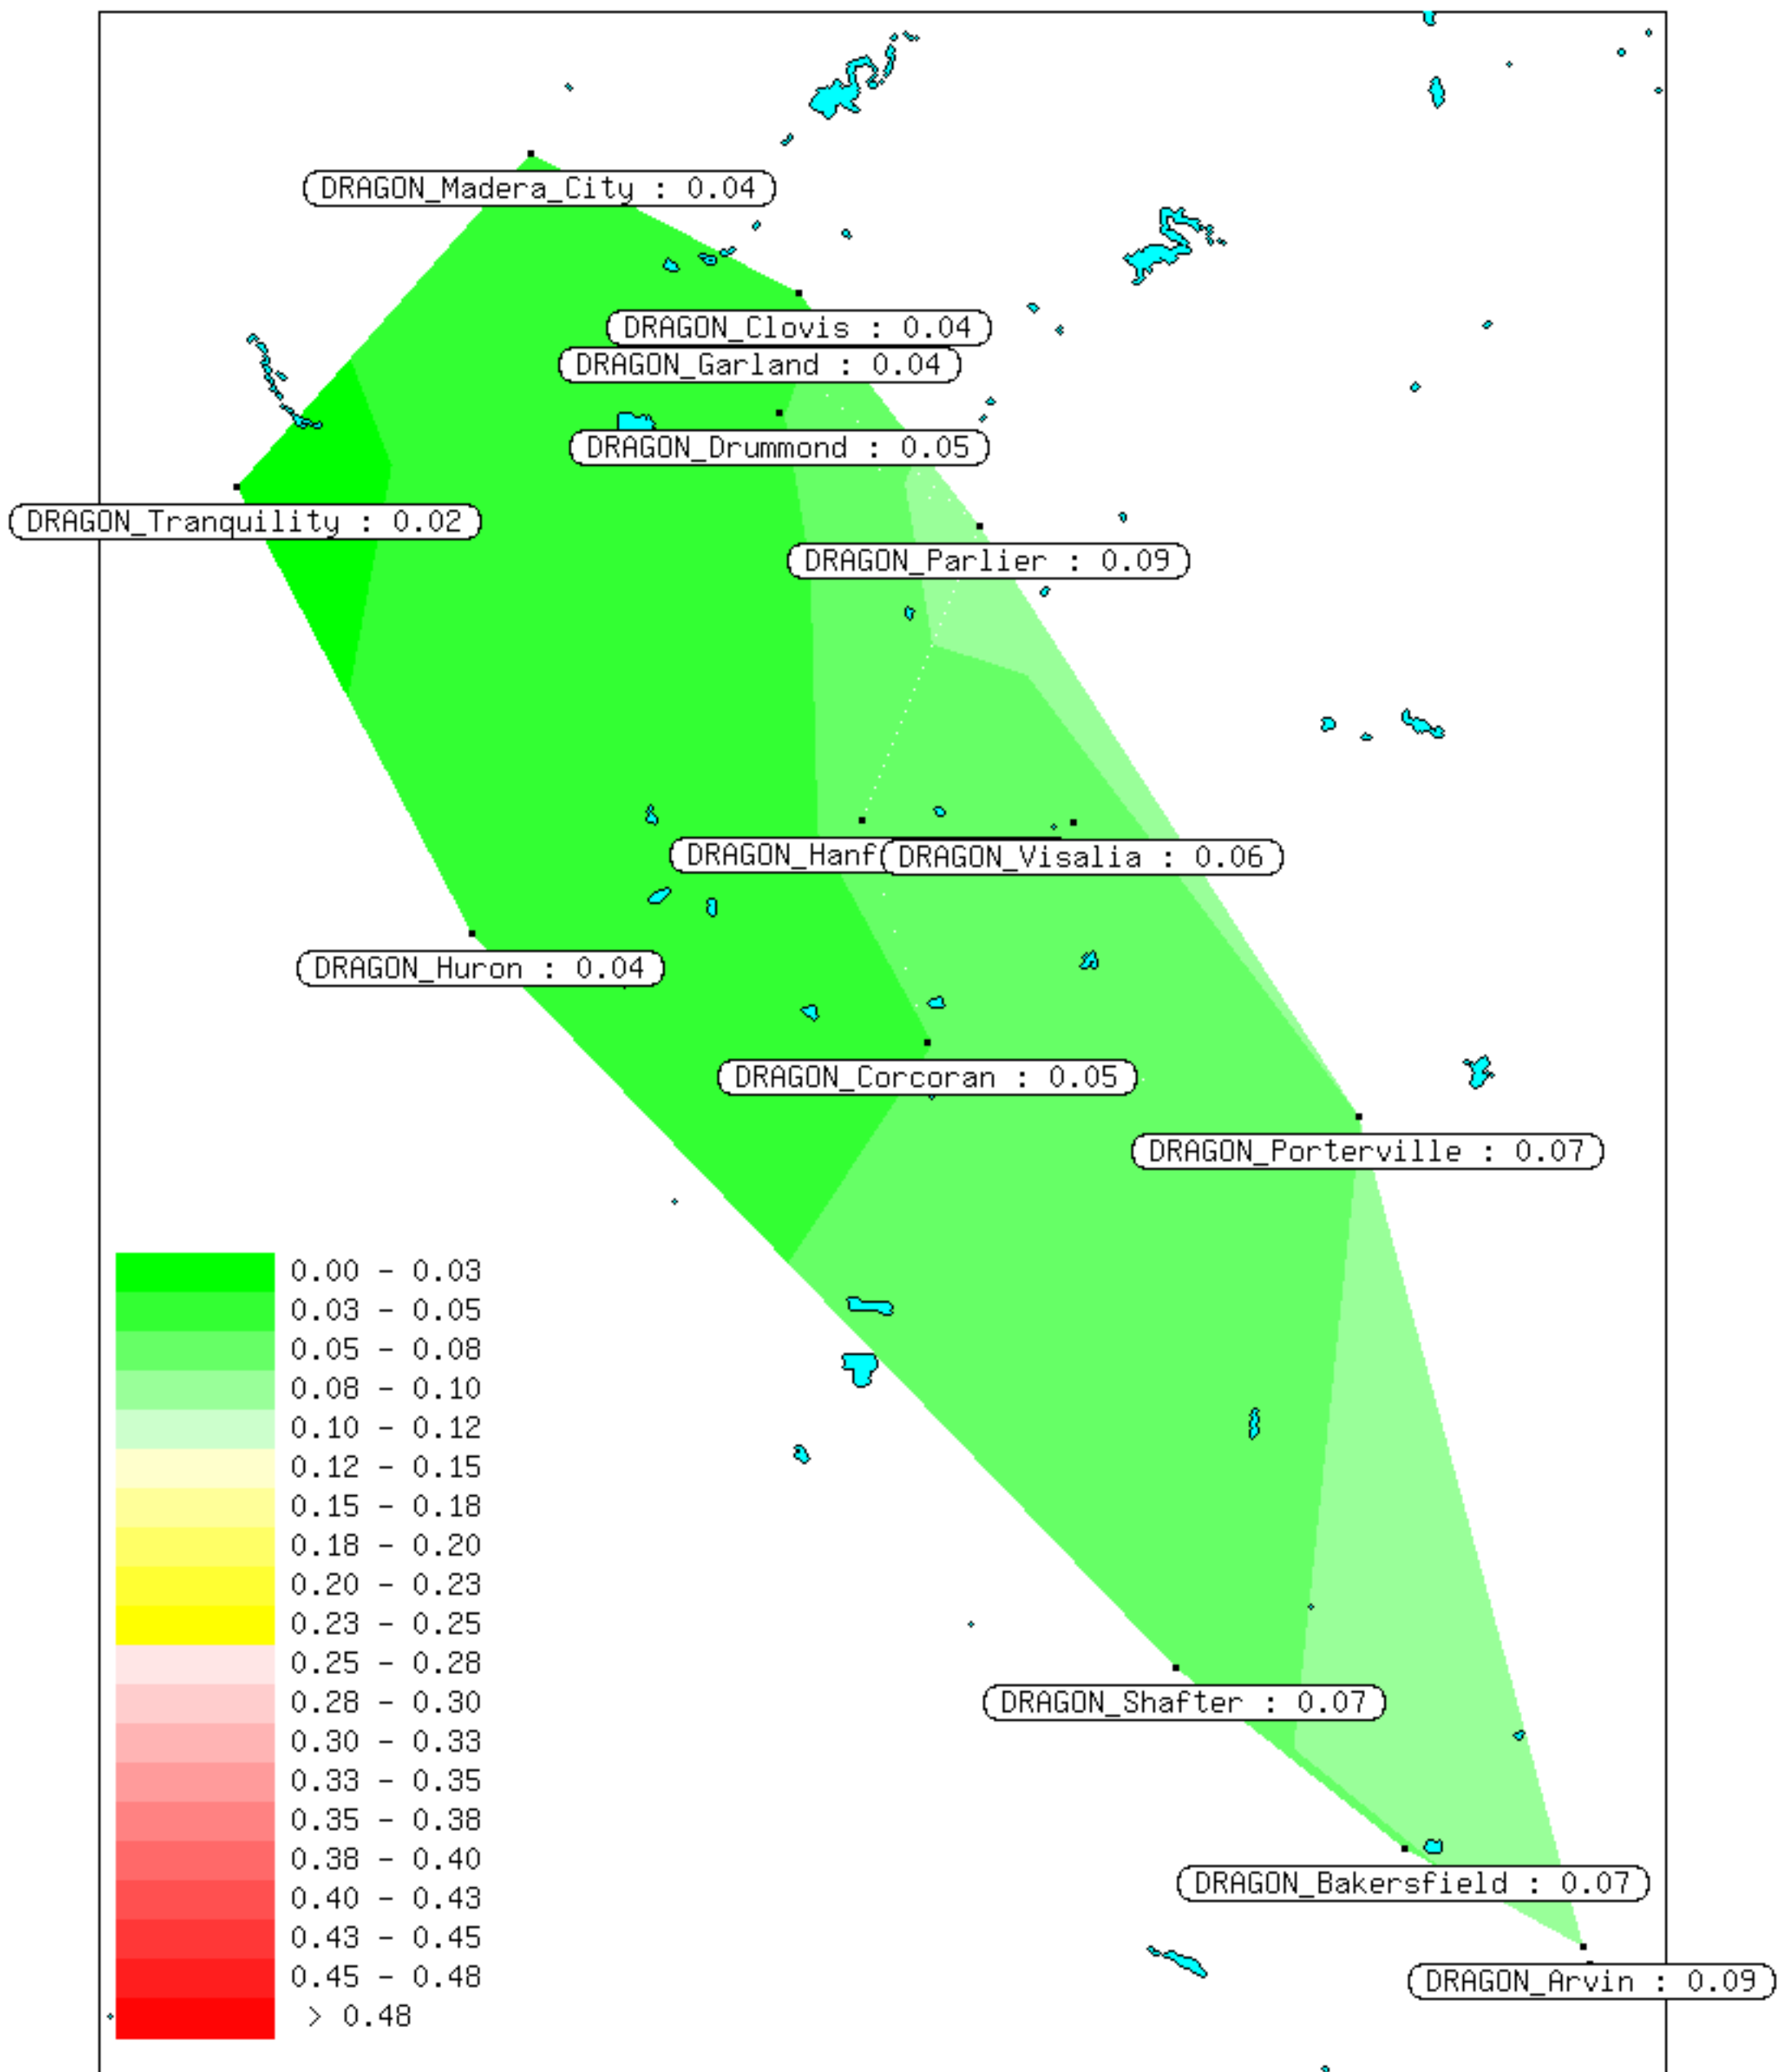 DRAGON_Madera_City : 0.04
DRAGON_Clovis : 0.04
DRAGON_Garland : 0.04
DRAGON_Drummond : 0.05
DRAGON_Tranquility : 0.02
DRAGON_Parlier : 0.09
DRAGON_Hanf
DRAGON_Visalia : 0.06
DRAGON_Huron : 0.04
DRAGON_Corcoran : 0.05
DRAGON_Porterville : 0.07
0.00 - 0.03
0.03 - 0.05
0.05 - 0.08
0.08 - 0.10
0.10 - 0.12
0.12 - 0.15
0.15 - 0.18
0.18 - 0.20
0.20 - 0.23
0.23 - 0.25
0.25 - 0.28
0.28 - 0.30
0.30 - 0.33
0.33 - 0.35
0.35 - 0.38
0.38 - 0.40
0.40 - 0.43
0.43 - 0.45
0.45 - 0.48
> 0.48
DRAGON_Shafter : 0.07
DRAGON_Bakersfield : 0.07
DRAGON_Arvin : 0.09